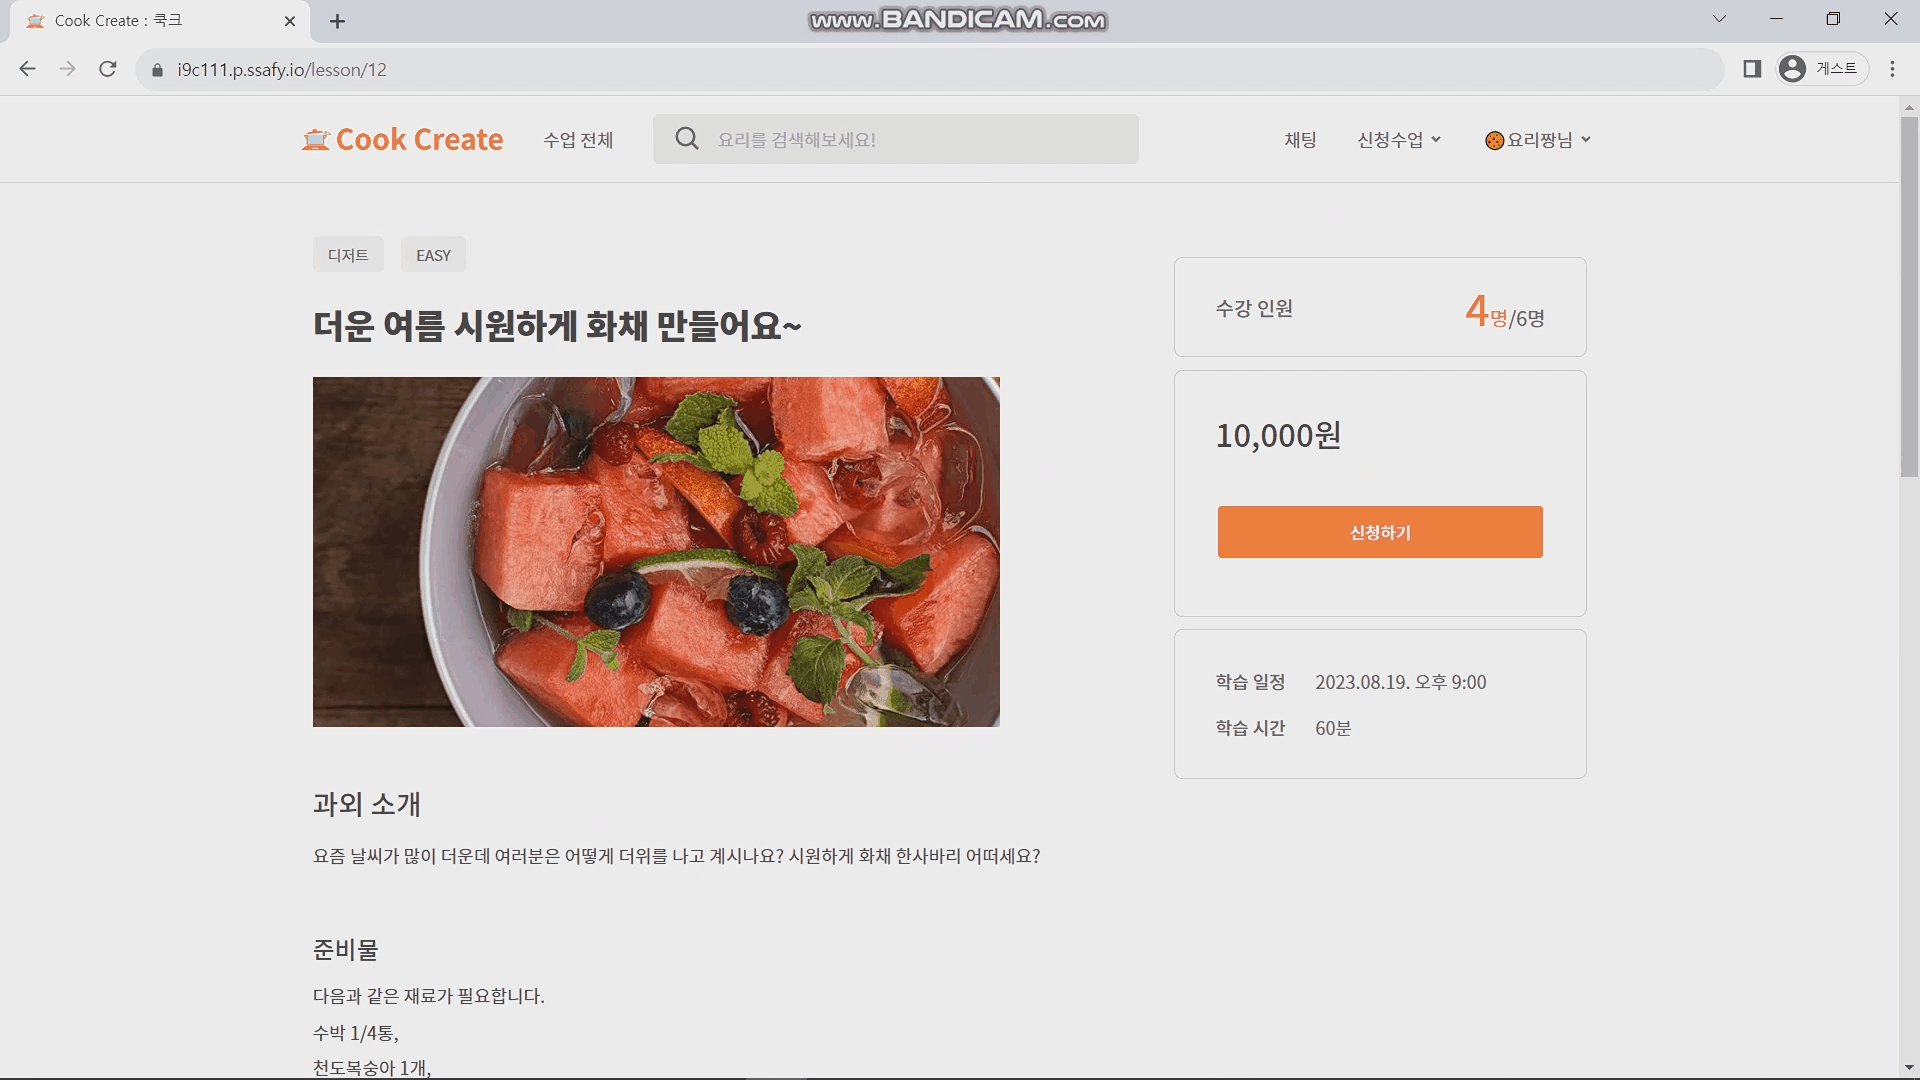 Cook Create : 쿡크
www.BANDICAM.com
i9c111.p.ssafy.io/lesson/12
게스트
Cook Create
수업 전체
요리를 검색해보세요!
채팅
신청수업
요리짱님
디저트
EASY
더운 여름 시원하게 화채 만들어요~
수강 인원
4명/6명
10,000원
신청하기
학습 일정 2023.08.19. 오후 9:00
학습 시간 60분
과외 소개
요즘 날씨가 많이 더운데 여러분은 어떻게 더위를 나고 계시나요? 시원하게 화채 한사바리 어떠세요?
준비물
다음과 같은 재료가 필요합니다.
수박 1/4통,
천도복숭아 1개,